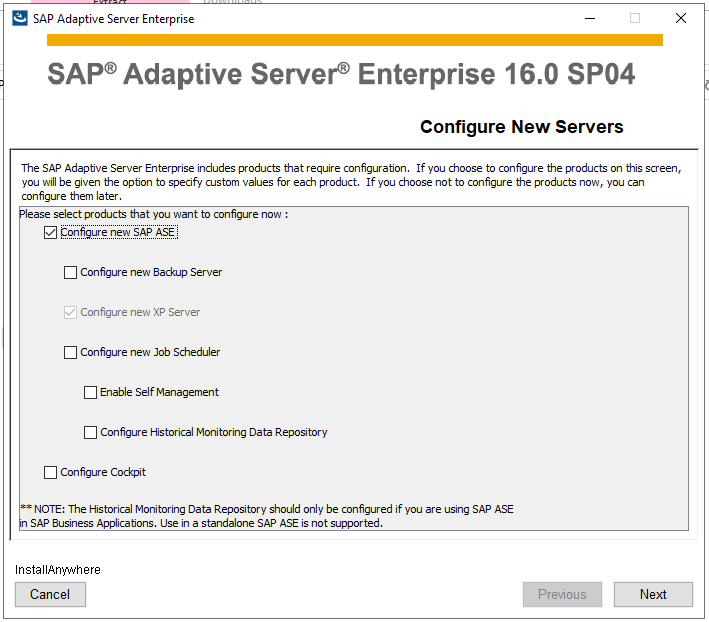 Extract
Downloads
SAP Adaptive Server Enterprise
SAP® Adaptive Server® Enterprise 16.0 SP04
Configure New Servers
The SAP Adaptive Server Enterprise includes products that require configuration. If you choose to configure the products on this screen,
you will be given the option to specify custom values for each product. If you choose not to configure the products now, you can
configure them later.
Please select products that you want to configure now :
Configure new SAP ASE
Configure new Backup Server
Configure new XP Server
Configure new Job Scheduler
Enable Self Management
Configure Historical Monitoring Data Repository
Configure Cockpit
** NOTE: The Historical Monitoring Data Repository should only be configured if you are using SAP ASE
in SAP Business Applications. Use in a standalone SAP ASE is not supported.
InstallAnywhere
Cancel
Previous
Next